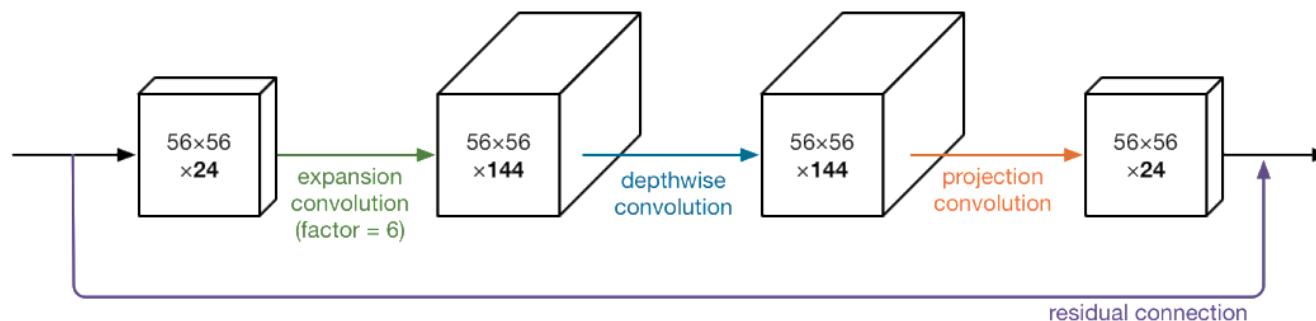 56×56
×24
expansion
convolution
(factor = 6)
56×56
×144
depthwise
convolution
56×56
×144
projection
convolution
56×56
×24
residual connection